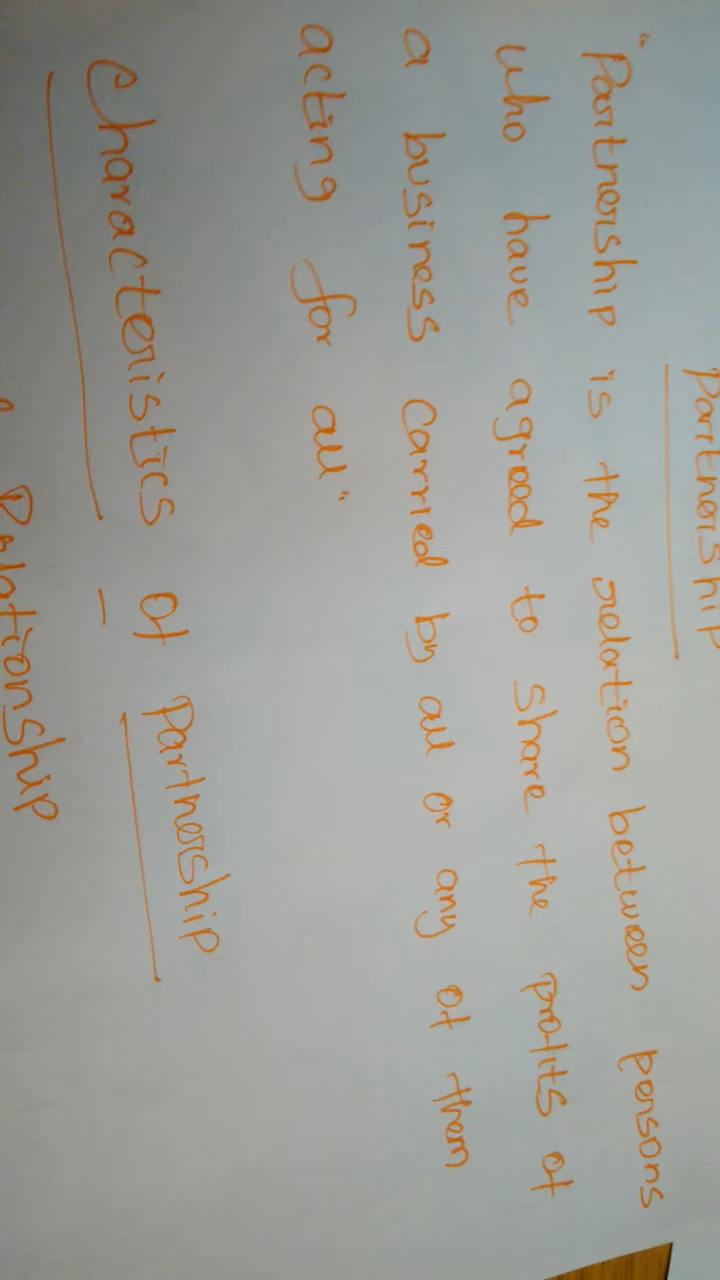 Partnership
"Partnership is the relation between persons
who have agreed to share the profits of
a business carried by all or any of them
acting for all"
Characteristics of Partnership
Relationship